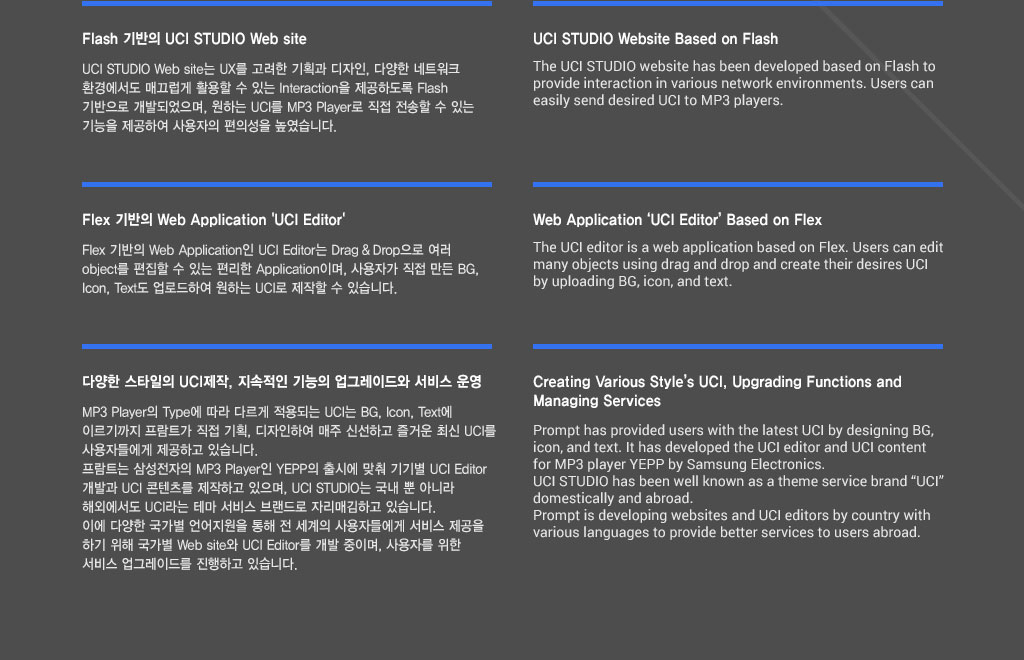 Flash 기반의 UCI STUDIO Web site
UCI STUDIO Web site는 UX를 고려한 기획과 디자인, 다양한 네트워크
환경에서도 매끄럽게 활용할 수 있는 Interaction을 제공하도록 Flash
기반으로 개발되었으며, 원하는 UCI를 MP3 Player로 직접 전송할 수 있는
기능을 제공하여 사용자의 편의성을 높였습니다.
UCI STUDIO Website Based on Flash
The UCI STUDIO website has been developed based on Flash to
provide interaction in various network environments. Users can
easily send desired UCI to MP3 players.
Flex 기반의 Web Application 'UCI Editor'
Flex 기반의 Web Application인 UCI Editor는 Drag & Drop으로 여러
object를 편집할 수 있는 편리한 Application이며, 사용자가 직접 만든 BG,
Icon, Text도 업로드하여 원하는 UCI로 제작할 수 있습니다.
Web Application ‘UCI Editor’ Based on Flex
The UCI editor is a web application based on Flex. Users can edit
many objects using drag and drop and create their desires UCI
by uploading BG, icon, and text.
다양한 스타일의 UCI제작, 지속적인 기능의 업그레이드와 서비스 운영
MP3 Player의 Type에 따라 다르게 적용되는 UCI는 BG, Icon, Text에
이르기까지 프람트가 직접 기획, 디자인하여 매주 신선하고 즐거운 최신 UCI를
사용자들에게 제공하고 있습니다.
프람트는 삼성전자의 MP3 Player인 YEPP의 출시에 맞춰 기기별 UCI Editor
개발과 UCI 콘텐츠를 제작하고 있으며, UCI STUDIO는 국내 뿐 아니라
해외에서도 UCI라는 테마 서비스 브랜드로 자리매김하고 있습니다.
이에 다양한 국가별 언어지원을 통해 전 세계의 사용자들에게 서비스 제공을
하기 위해 국가별 Web site와 UCI Editor를 개발 중이며, 사용자를 위한
서비스 업그레이드를 진행하고 있습니다.
Creating Various Style’s UCI, Upgrading Functions and
Managing Services
Prompt has provided users with the latest UCI by designing BG,
icon, and text. It has developed the UCI editor and UCI content
for MP3 player YEPP by Samsung Electronics.
UCI STUDIO has been well known as a theme service brand “UCI”
domestically and abroad.
Prompt is developing websites and UCI editors by country with
various languages to provide better services to users abroad.